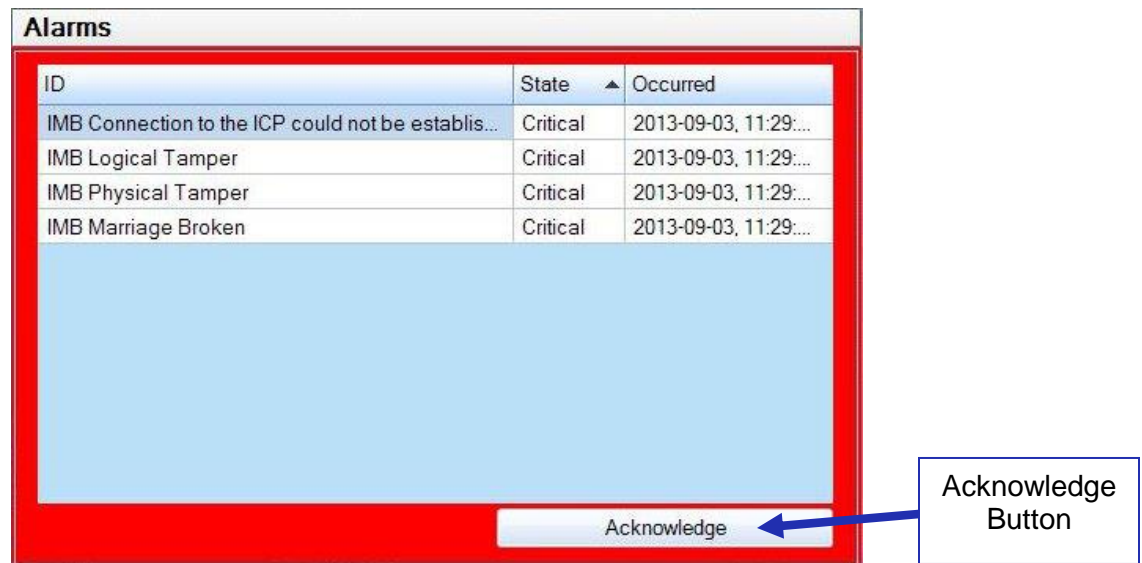 Alarms
ID State Occurred
IMB Connection to the ICP could not be establis... Critical 2013-09-03, 11:29:...
IMB Logical Tamper Critical 2013-09-03, 11:29:...
IMB Physical Tamper Critical 2013-09-03, 11:29:...
IMB Marriage Broken Critical 2013-09-03, 11:29:...
Acknowledge
Acknowledge
Button